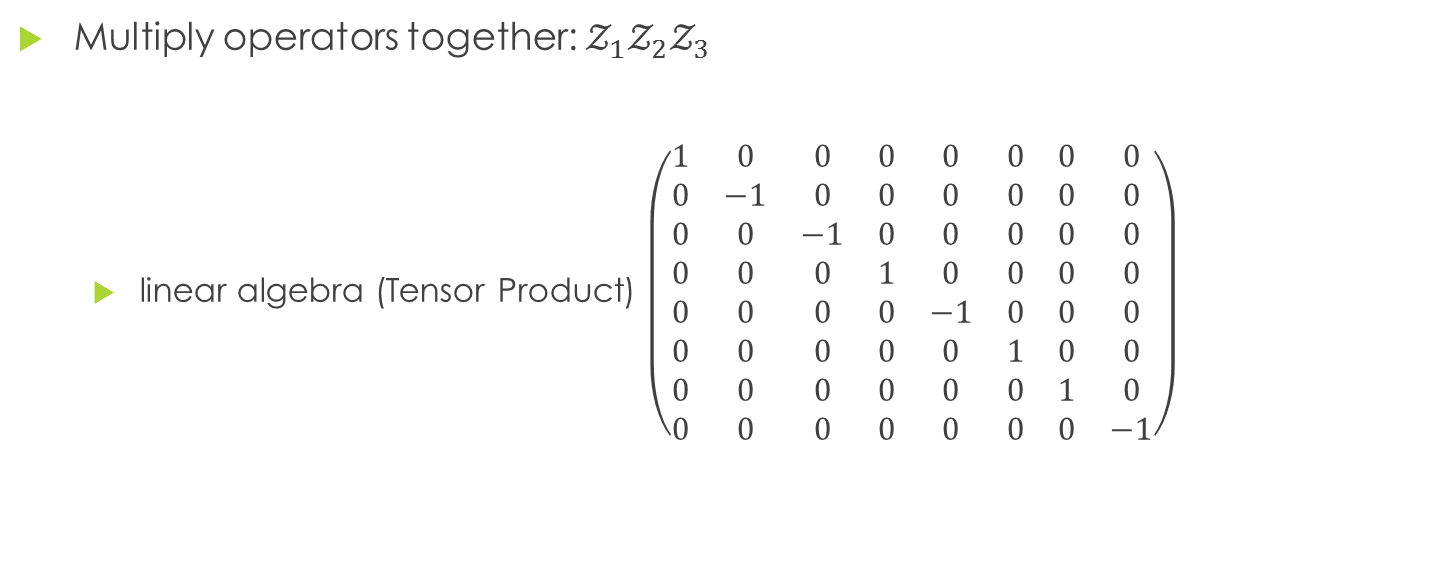 Multiply operators together: 𝒵₁𝒵₂𝒵₃
1 0 0 0 0 0 0 0
0 −1 0 0 0 0 0 0
0 0 −1 0 0 0 0 0
0 0 0 1 0 0 0 0
linear algebra (Tensor Product)
0 0 0 0 −1 0 0 0
0 0 0 0 0 1 0 0
0 0 0 0 0 0 1 0
0 0 0 0 0 0 0 −1